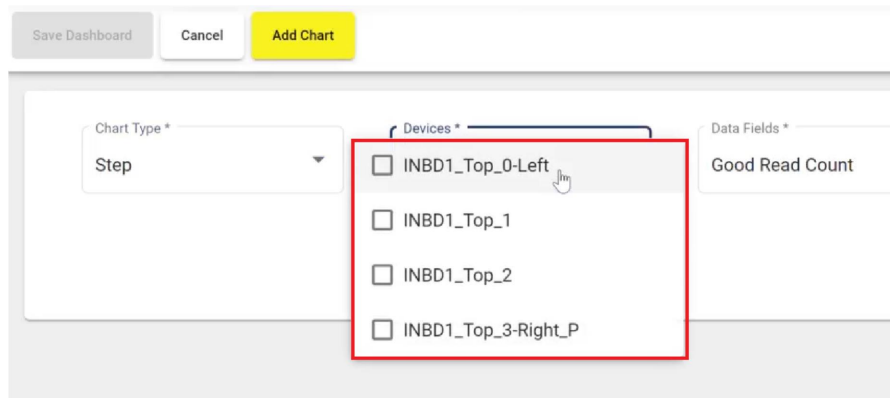 Save Dashboard
Cancel
Add Chart
Chart Type *
Step
Devices *
INBD1_Top_0-Left
INBD1_Top_1
INBD1_Top_2
INBD1_Top_3-Right_P
Data Fields *
Good Read Count